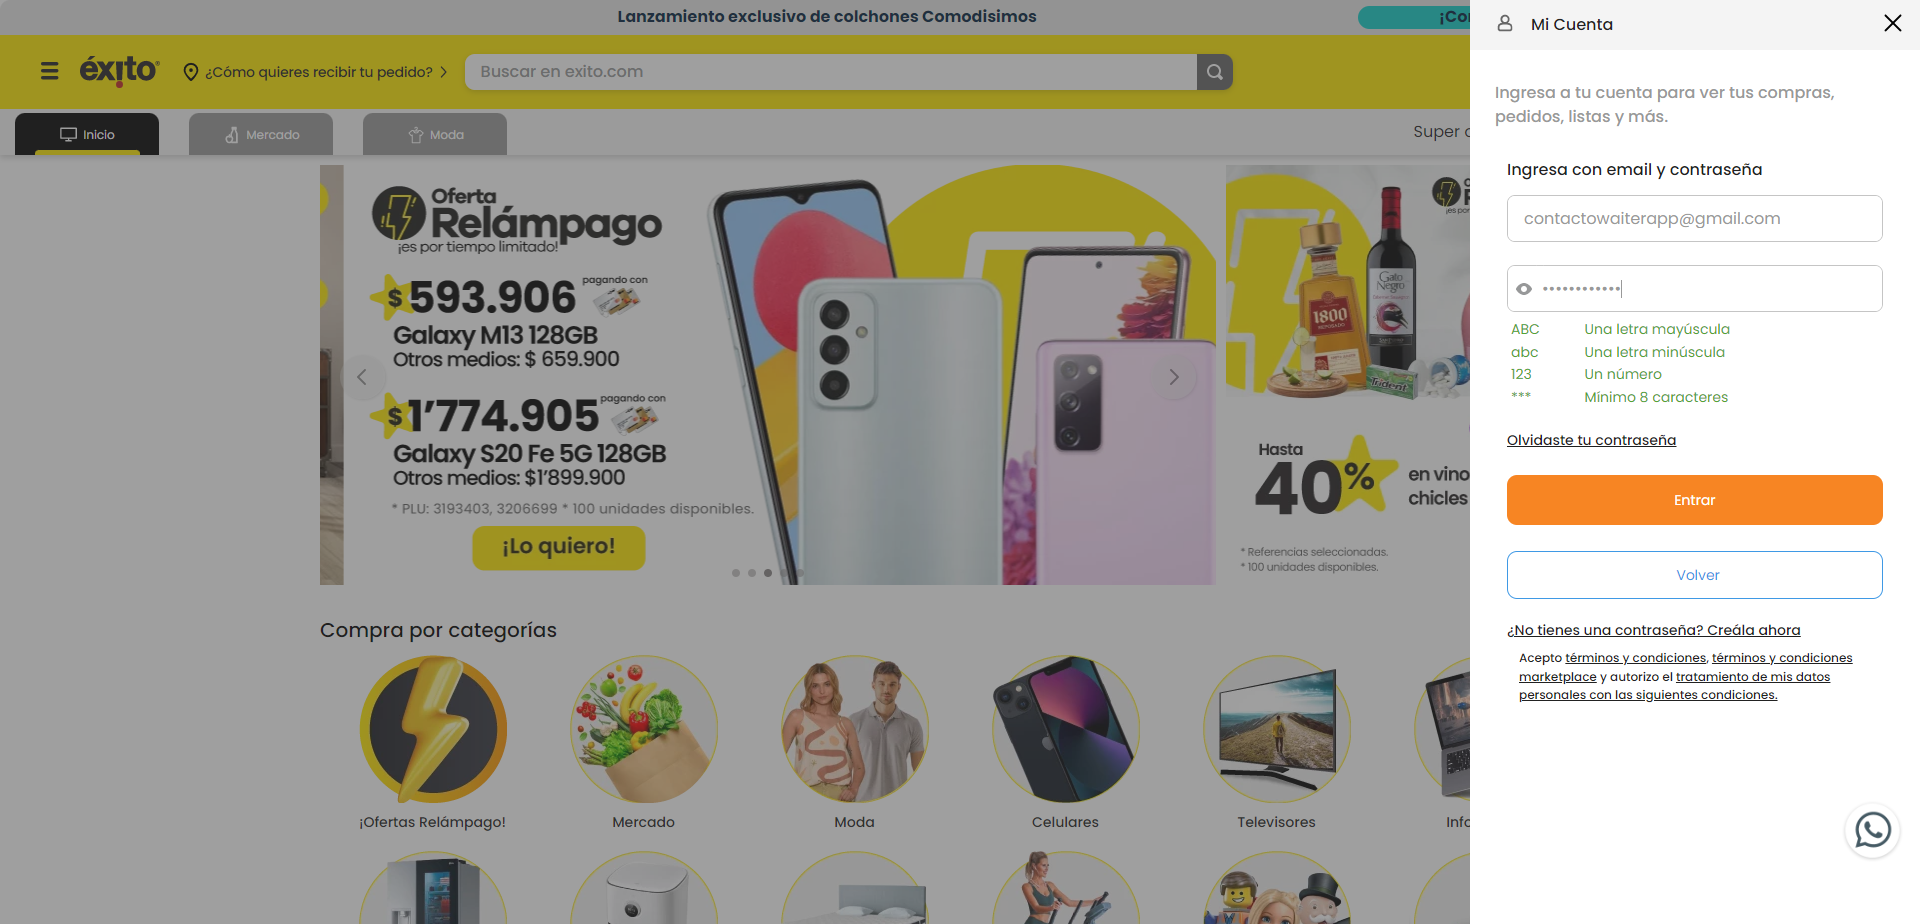 Lanzamiento exclusivo de colchones Comodisimos
éxito
¿Cómo quieres recibir tu pedido?
Buscar en exito.com
Inicio
Mercado
Moda
Super
Oferta
Relámpago
¡es por tiempo limitado!
$593.906
pagando con
Galaxy M13 128GB
Otros medios: $ 659.900
$1’774.905
pagando con
Galaxy S20 Fe 5G 128GB
Otros medios: $1’899.900
* PLU: 3193403, 3206699 * 100 unidades disponibles.
¡Lo quiero!
1800
Gato
Negro
Trident
Hasta
40%
en vino
chicles
* Referencias seleccionadas.
* 100 unidades disponibles.
Compra por categorías
¡Ofertas Relámpago!
Mercado
Moda
Celulares
Televisores
Mi Cuenta
Ingresa a tu cuenta para ver tus compras,
pedidos, listas y más.
Ingresa con email y contraseña
contactowaiterapp@gmail.com
••••••••••••
ABC Una letra mayúscula
abc Una letra minúscula
123 Un número
*** Mínimo 8 caracteres
Olvidaste tu contraseña
Entrar
Volver
¿No tienes una contraseña? Creála ahora
Acepto términos y condiciones, términos y condiciones
marketplace y autorizo el tratamiento de mis datos
personales con las siguientes condiciones.